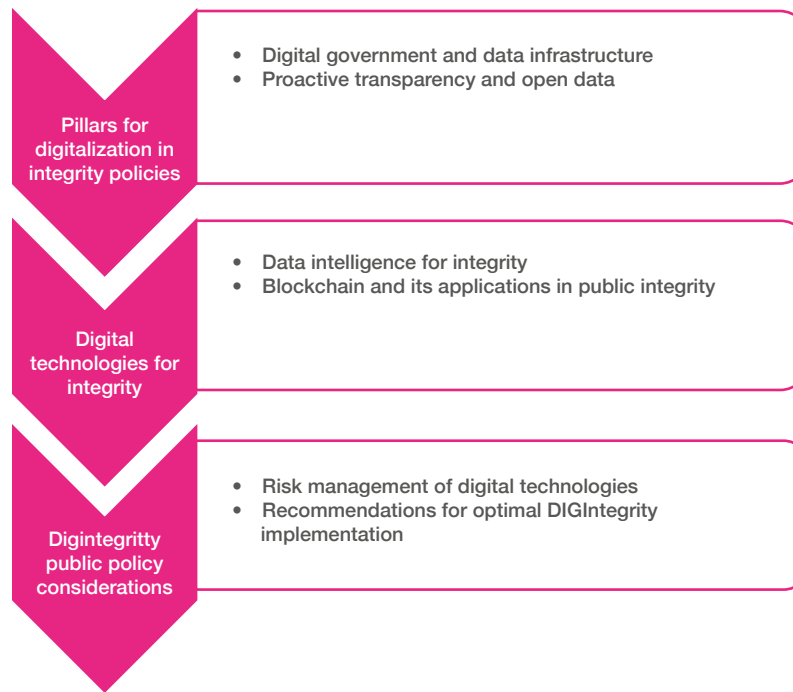 Pillars for
digitalization in
integrity policies
• Digital government and data infrastructure
• Proactive transparency and open data
Digital
technologies for
integrity
• Data intelligence for integrity
• Blockchain and its applications in public integrity
Digintegritty
public policy
considerations
• Risk management of digital technologies
• Recommendations for optimal DIGIntegrity
implementation